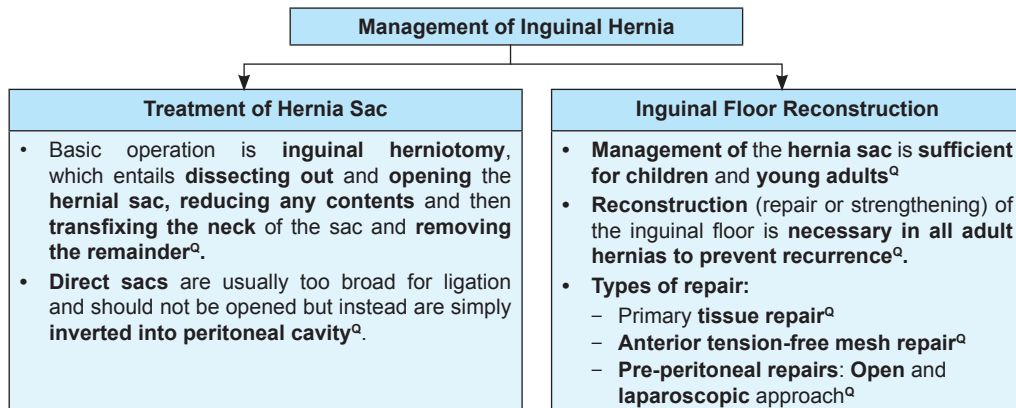 Management of Inguinal Hernia
Treatment of Hernia Sac
• Basic operation is inguinal herniotomy,
which entails dissecting out and opening the
hernial sac, reducing any contents and then
transfixing the neck of the sac and removing
the remainderQ.
• Direct sacs are usually too broad for ligation
and should not be opened but instead are simply
inverted into peritoneal cavityQ.
Inguinal Floor Reconstruction
• Management of the hernia sac is sufficient
for children and young adultsQ
• Reconstruction (repair or strengthening) of
the inguinal floor is necessary in all adult
hernias to prevent recurrenceQ.
• Types of repair:
– Primary tissue repairQ
– Anterior tension-free mesh repairQ
– Pre-peritoneal repairs: Open and
laparoscopic approachQ